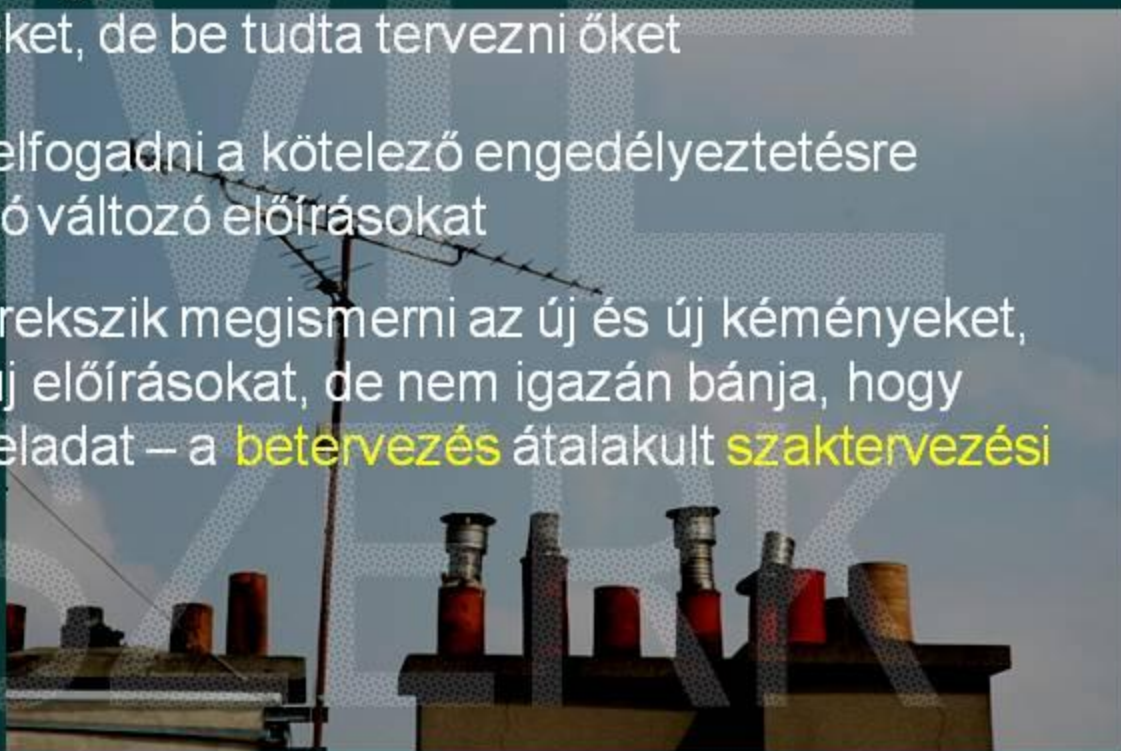 ket, de be tudta tervezni őket
elfogadni a kötelező engedélyeztetésre
ó változó előírásokat
rekszik megismerni az új és új kéményeket,
j előírásokat, de nem igazán bánja, hogy
eladat – a betervezés átalakult szaktervezési